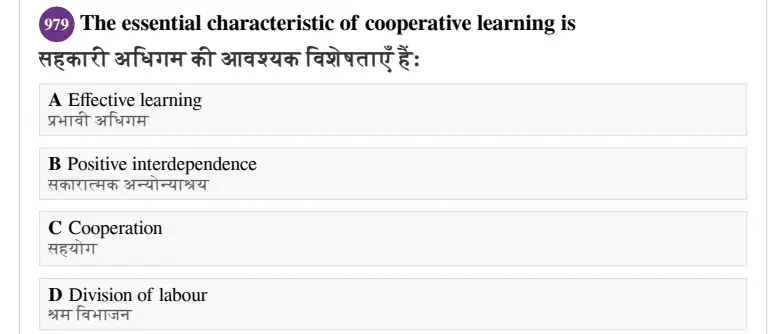 979 The essential characteristic of cooperative learning is
सहकारी अधिगम की आवश्यक विशेषताएँ हैं:
A Effective learning
प्रभावी अधिगम
B Positive interdependence
सकारात्मक अन्योन्याश्रय
C Cooperation
सहयोग
D Division of labour
श्रम विभाजन